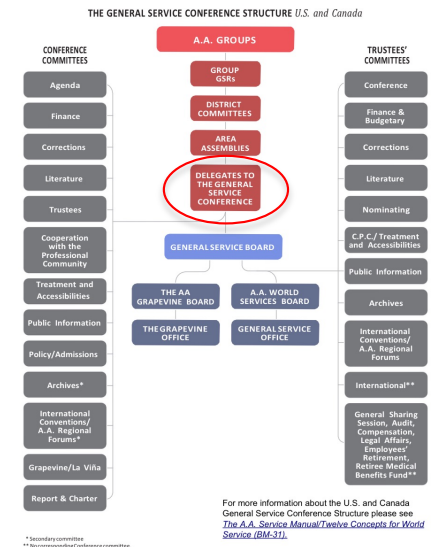 THE GENERAL SERVICE CONFERENCE STRUCTURE U.S. and Canada
CONFERENCE
COMMITTEES
Agenda
Finance
Corrections
Literature
Trustees
Cooperation
with the
Professional
Community
Treatment and
Accessibilities
Public Information
Policy/Admissions
Archives*
International
Conventions/
A.A. Regional
Forums*
Grapevine/La Viña
Report & Charter
* Secondary committee
** No corresponding Conference committee
A.A. GROUPS
GROUP
GSRs
DISTRICT
COMMITTEES
AREA
ASSEMBLIES
DELEGATES TO
THE GENERAL
SERVICE
CONFERENCE
GENERAL SERVICE BOARD
THE AA
GRAPEVINE BOARD
A.A. WORLD
SERVICES BOARD
THE GRAPEVINE
OFFICE
GENERAL SERVICE
OFFICE
TRUSTEES'
COMMITTEES
Conference
Finance &
Budgetary
Corrections
Literature
Nominating
C.P.C./ Treatment
and Accessibilities
Public Information
Archives
International
Conventions/
A.A. Regional
Forums
International**
General Sharing
Session, Audit,
Compensation,
Legal Affairs,
Employees'
Retirement,
Retiree Medical
Benefits Fund**
For more information about the U.S. and Canada
General Service Conference Structure please see
The A.A. Service Manual/Twelve Concepts for World
Service (BM-31).